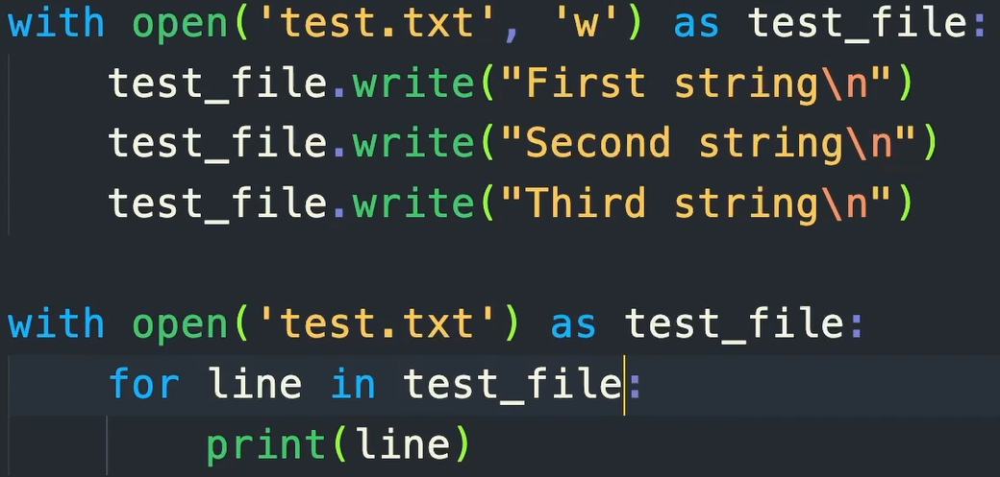 with open('test.txt', 'w') as test_file:
    test_file.write("First string\n")
    test_file.write("Second string\n")
    test_file.write("Third string\n")

with open('test.txt') as test_file:
    for line in test_file:
        print(line)